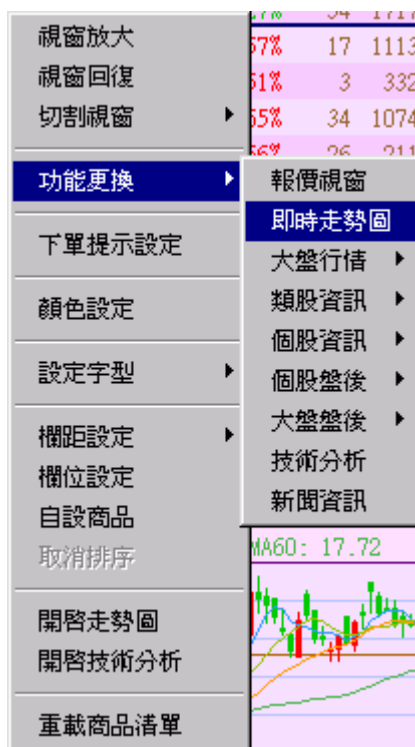 視窗放大
視窗回復
切割視窗
功能更換
下單提示設定
顏色設定
設定字型
欄距設定
欄位設定
自設商品
取消排序
開啓走勢圖
開啓技術分析
重載商品清單
報價視窗
即時走勢圖
大盤行情
類股資訊
個股資訊
個股盤後
大盤盤後
技術分析
新聞資訊
57% 17 1113
51% 3 332
55% 34 1074
MA60: 17.72